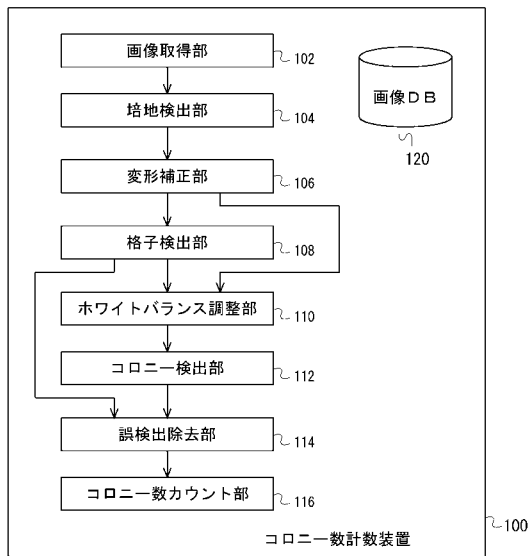 画像取得部
102
培地検出部
104
変形補正部
106
格子検出部
108
ホワイトバランス調整部
110
コロニー検出部
112
誤検出除去部
114
コロニー数カウント部
116
画像DB
120
コロニー数計数装置
100